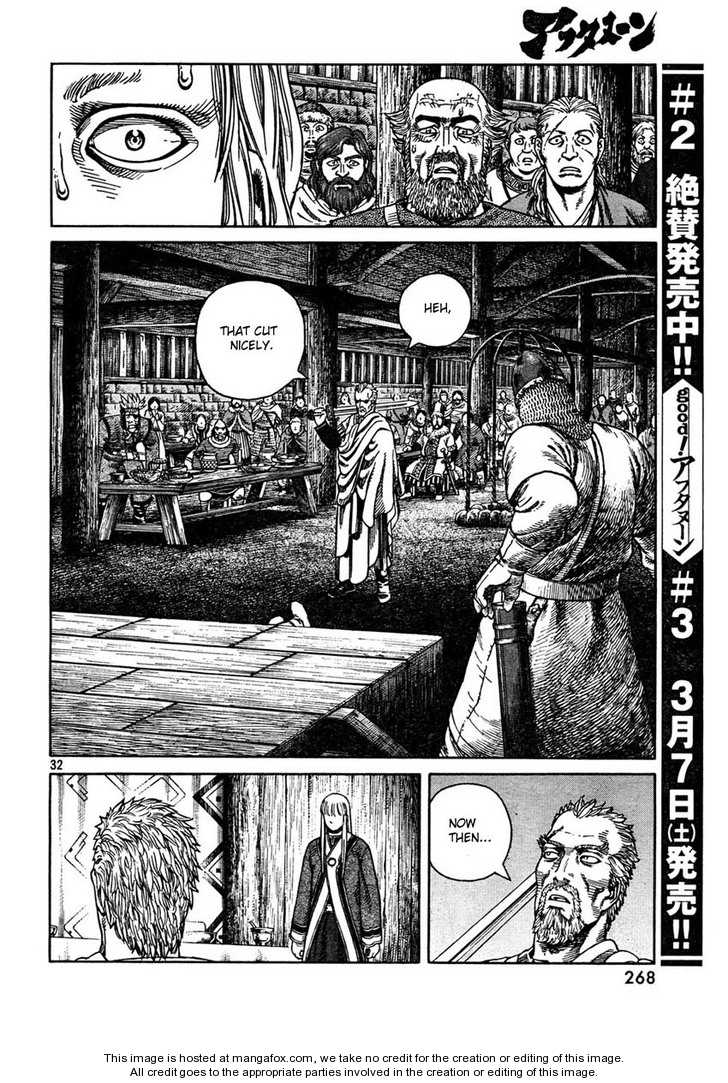 アフタヌーン
#2 絶賛発売中!! good!アフタヌーン #3 3月7日(土)発売!!
HEH,
THAT CUT
NICELY.
32
NOW
THEN...
268
This image is hosted at mangafox.com, we take no credit for the creation or editing of this image.
All credit goes to the appropriate parties involved in the creation or editing of this image.